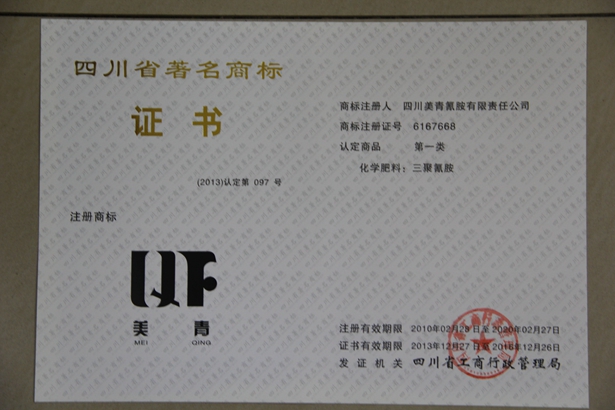 四川省著名商标
证书
(2013)认定第 097 号
注册商标
美青
MEI QING
商标注册人 四川美青氰胺有限责任公司
商标注册证号 6167668
认定商品 第一类
化学肥料：三聚氰胺
注册有效期限 2010年02月28日至2020年02月27日
证书有效期限 2013年12月27日至2016年12月26日
发证机关 四川省工商行政管理局